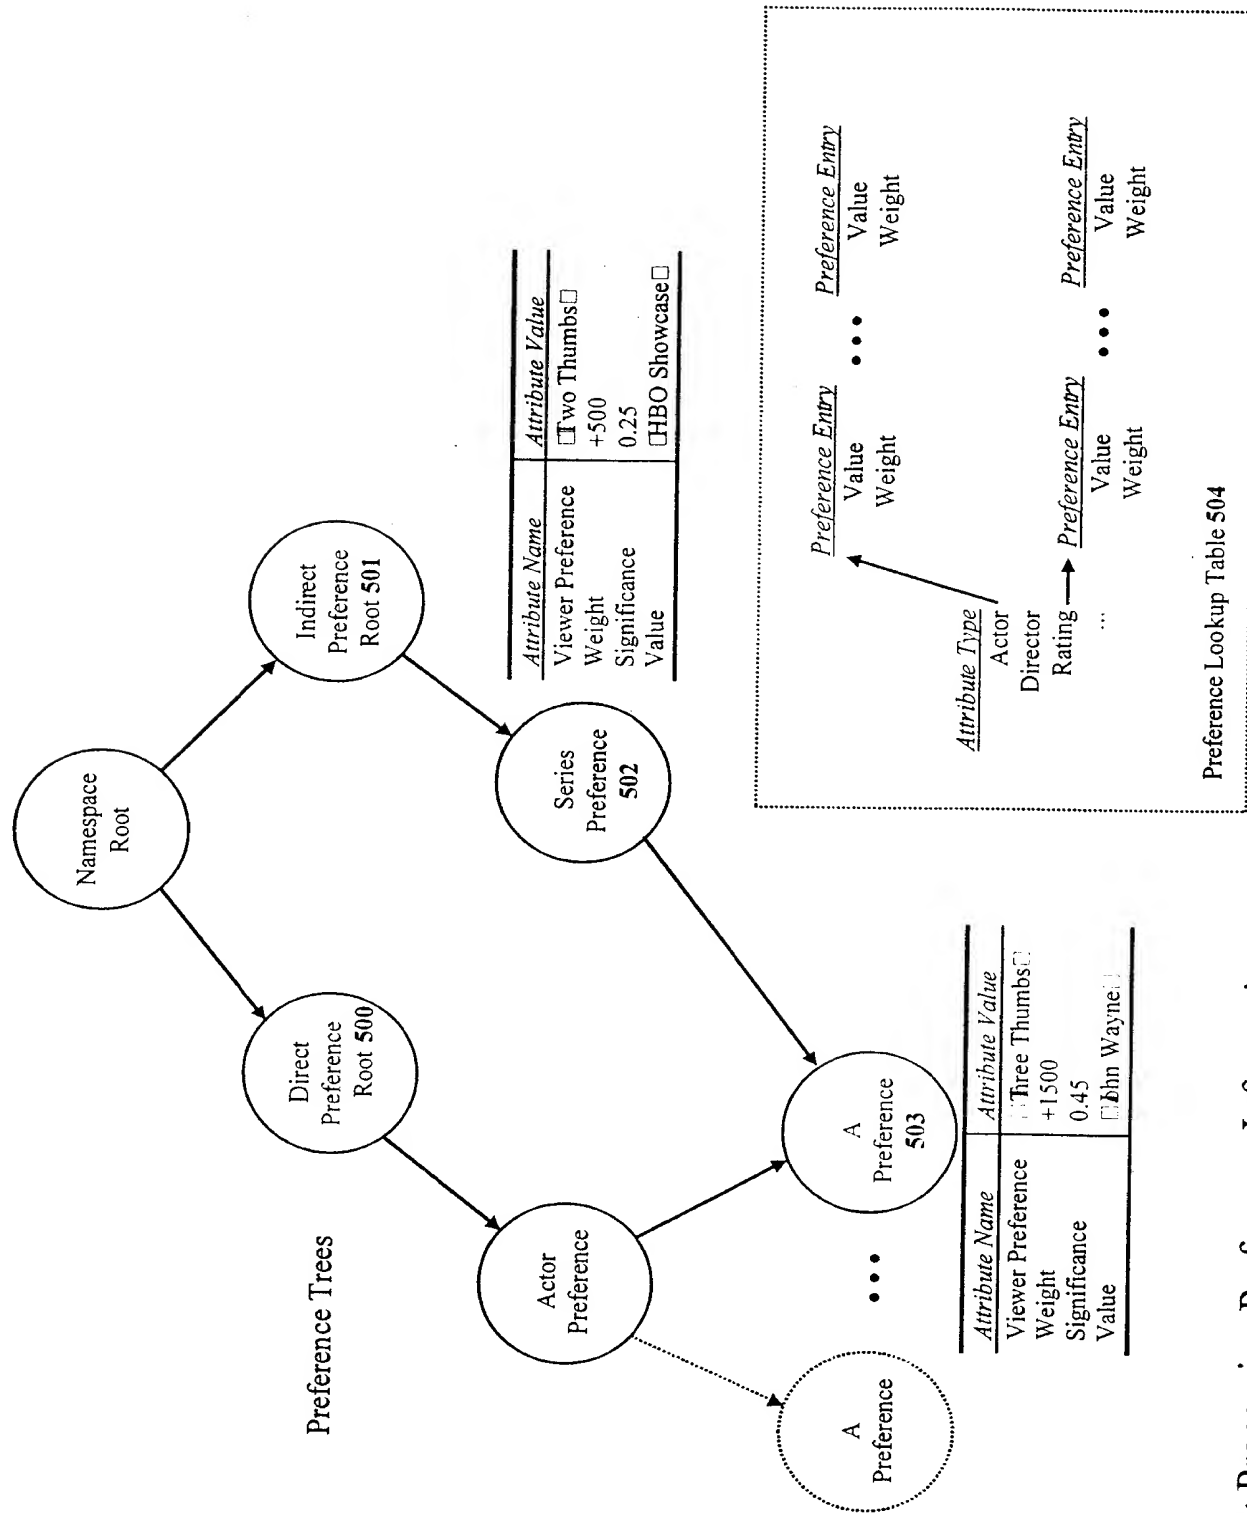 Preference Trees
Namespace
Root
Direct
Preference
Root 500
Indirect
Preference
Root 501
Actor
Preference
Series
Preference
502
Attribute Name Attribute Value
Viewer Preference □Two Thumbs□
Weight +500
Significance 0.25
Value □HBO Showcase□
A
Preference
•••
A
Preference
503
Attribute Name Attribute Value
Viewer Preference □Three Thumbs□
Weight +1500
Significance 0.45
Value □John Wayne□
Attribute Type
Actor
Director
Rating
...
Preference Entry
Value
Weight
•••
Preference Entry
Value
Weight
Preference Entry
Value
Weight
•••
Preference Entry
Value
Weight
Preference Lookup Table 504